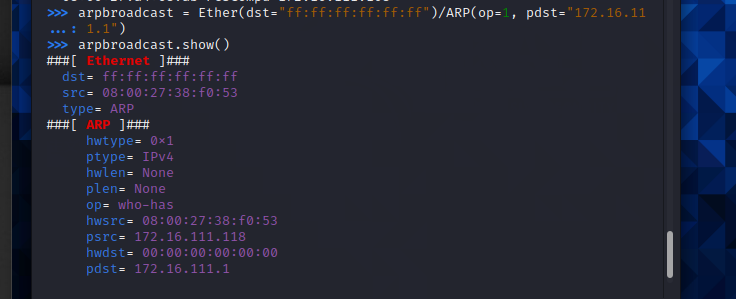 >>> arpbroadcast = Ether(dst="ff:ff:ff:ff:ff:ff")/ARP(op=1, pdst="172.16.11
...: 1.1")
>>> arpbroadcast.show()
###[ Ethernet ]###
dst= ff:ff:ff:ff:ff:ff
src= 08:00:27:38:f0:53
type= ARP
###[ ARP ]###
hwtype= 0×1
ptype= IPv4
hwlen= None
plen= None
op= who-has
hwsrc= 08:00:27:38:f0:53
psrc= 172.16.111.118
hwdst= 00:00:00:00:00:00
pdst= 172.16.111.1